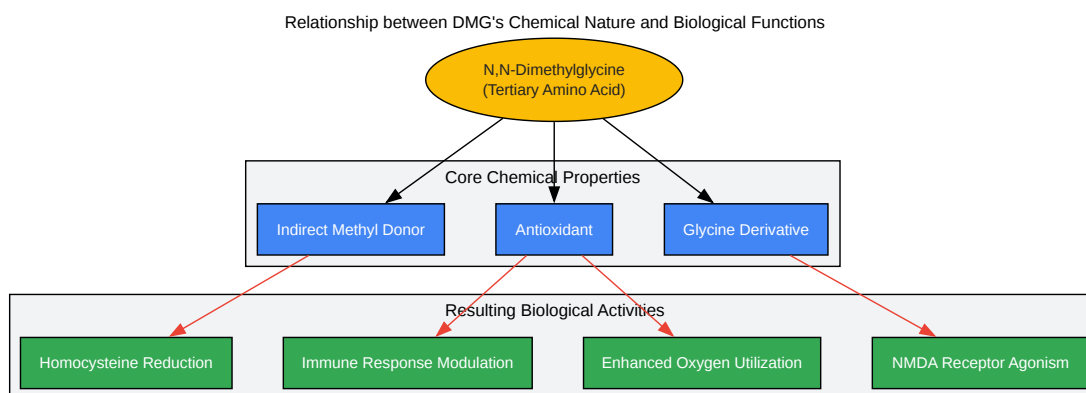 Relationship between DMG's Chemical Nature and Biological Functions
N,N-Dimethylglycine
(Tertiary Amino Acid)
Core Chemical Properties
Indirect Methyl Donor
Antioxidant
Glycine Derivative
Resulting Biological Activities
Homocysteine Reduction
Immune Response Modulation
Enhanced Oxygen Utilization
NMDA Receptor Agonism